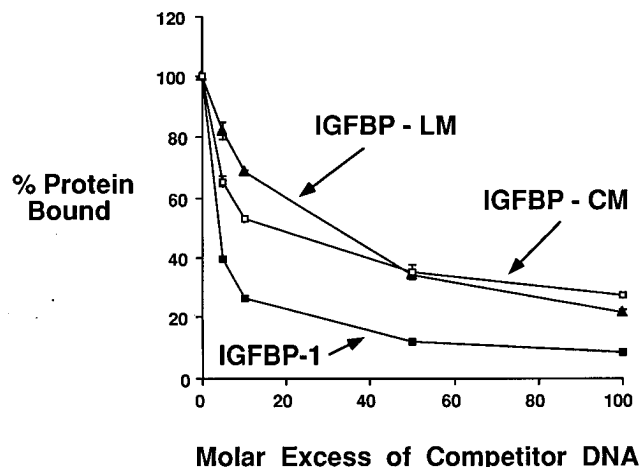 120
100
80
60
40
20
0
% Protein
Bound
IGFBP - LM
IGFBP - CM
IGFBP-1
0 20 40 60 80 100
Molar Excess of Competitor DNA